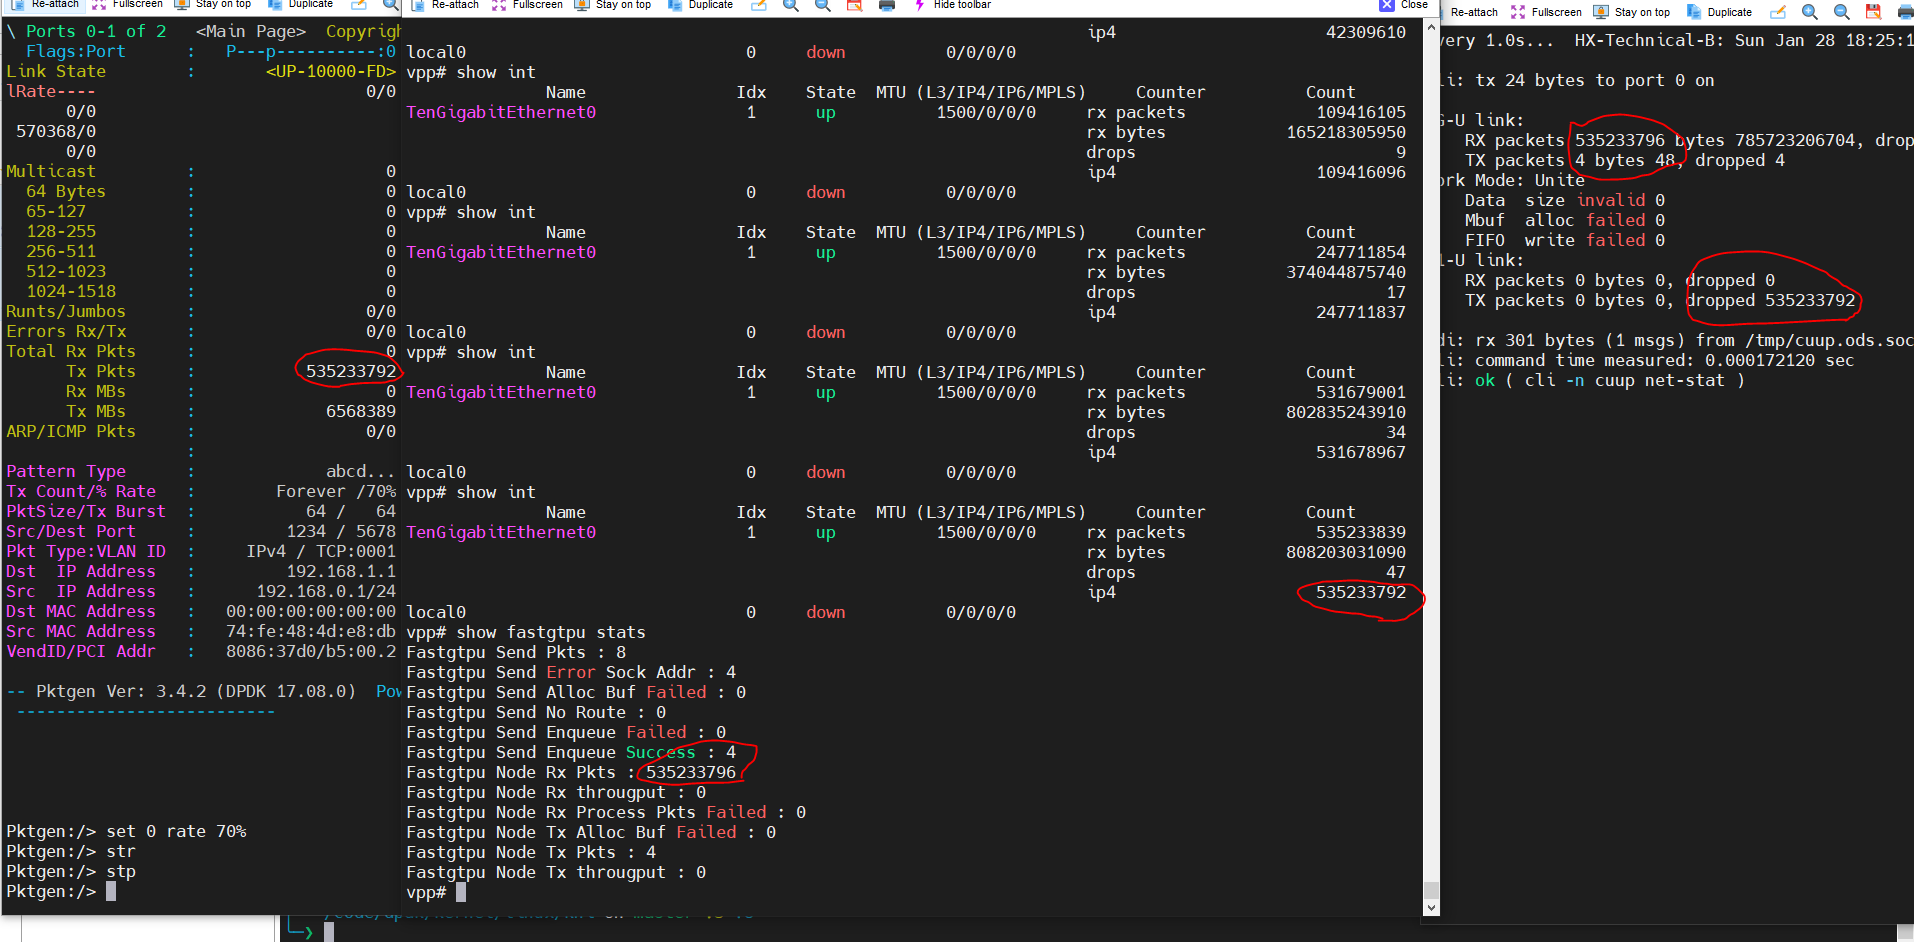 Re-attach Fullscreen Stay on top Duplicate
\ Ports 0-1 of 2 <Main Page> Copyrigh
Flags:Port : P---p----------:0
Link State : <UP-10000-FD>
lRate---- 0/0
0/0
570368/0
0/0
Multicast : 0
64 Bytes : 0
65-127 : 0
128-255 : 0
256-511 : 0
512-1023 : 0
1024-1518 : 0
Runts/Jumbos : 0/0
Errors Rx/Tx : 0/0
Total Rx Pkts : 0
Tx Pkts : 535233792
Rx MBs : 0
Tx MBs : 6568389
ARP/ICMP Pkts : 0/0
:
Pattern Type : abcd...
Tx Count/% Rate : Forever /70%
PktSize/Tx Burst : 64 / 64
Src/Dest Port : 1234 / 5678
Pkt Type:VLAN ID : IPv4 / TCP:0001
Dst IP Address : 192.168.1.1
Src IP Address : 192.168.0.1/24
Dst MAC Address : 00:00:00:00:00:00
Src MAC Address : 74:fe:48:4d:e8:db
VendID/PCI Addr : 8086:37d0/b5:00.2
-- Pktgen Ver: 3.4.2 (DPDK 17.08.0) Pow
--------------------------
Pktgen:/> set 0 rate 70%
Pktgen:/> str
Pktgen:/> stp
Pktgen:/>
Re-attach Fullscreen Stay on top Duplicate Hide toolbar Close
ip4 42309610
local0 0 down 0/0/0/0
vpp# show int
Name Idx State MTU (L3/IP4/IP6/MPLS) Counter Count
TenGigabitEthernet0 1 up 1500/0/0/0 rx packets 109416105
rx bytes 165218305950
drops 9
ip4 109416096
local0 0 down 0/0/0/0
vpp# show int
Name Idx State MTU (L3/IP4/IP6/MPLS) Counter Count
TenGigabitEthernet0 1 up 1500/0/0/0 rx packets 247711854
rx bytes 374044875740
drops 17
ip4 247711837
local0 0 down 0/0/0/0
vpp# show int
Name Idx State MTU (L3/IP4/IP6/MPLS) Counter Count
TenGigabitEthernet0 1 up 1500/0/0/0 rx packets 531679001
rx bytes 802835243910
drops 34
ip4 531678967
local0 0 down 0/0/0/0
vpp# show int
Name Idx State MTU (L3/IP4/IP6/MPLS) Counter Count
TenGigabitEthernet0 1 up 1500/0/0/0 rx packets 535233839
rx bytes 808203031090
drops 47
ip4 535233792
local0 0 down 0/0/0/0
vpp# show fastgtpu stats
Fastgtpu Send Pkts : 8
Fastgtpu Send Error Sock Addr : 4
Fastgtpu Send Alloc Buf Failed : 0
Fastgtpu Send No Route : 0
Fastgtpu Send Enqueue Failed : 0
Fastgtpu Send Enqueue Success : 4
Fastgtpu Node Rx Pkts : 535233796
Fastgtpu Node Rx througput : 0
Fastgtpu Node Rx Process Pkts Failed : 0
Fastgtpu Node Tx Alloc Buf Failed : 0
Fastgtpu Node Tx Pkts : 4
Fastgtpu Node Tx througput : 0
vpp#
Re-attach Fullscreen Stay on top Duplicate
very 1.0s... HX-Technical-B: Sun Jan 28 18:25:1
li: tx 24 bytes to port 0 on
G-U link:
RX packets 535233796 bytes 785723206704, drop
TX packets 4 bytes 48, dropped 4
ork Mode: Unite
Data size invalid 0
Mbuf alloc failed 0
FIFO write failed 0
1-U link:
RX packets 0 bytes 0, dropped 0
TX packets 0 bytes 0, dropped 535233792
di: rx 301 bytes (1 msgs) from /tmp/cuup.ods.soc
li: command time measured: 0.000172120 sec
li: ok ( cli -n cuup net-stat )